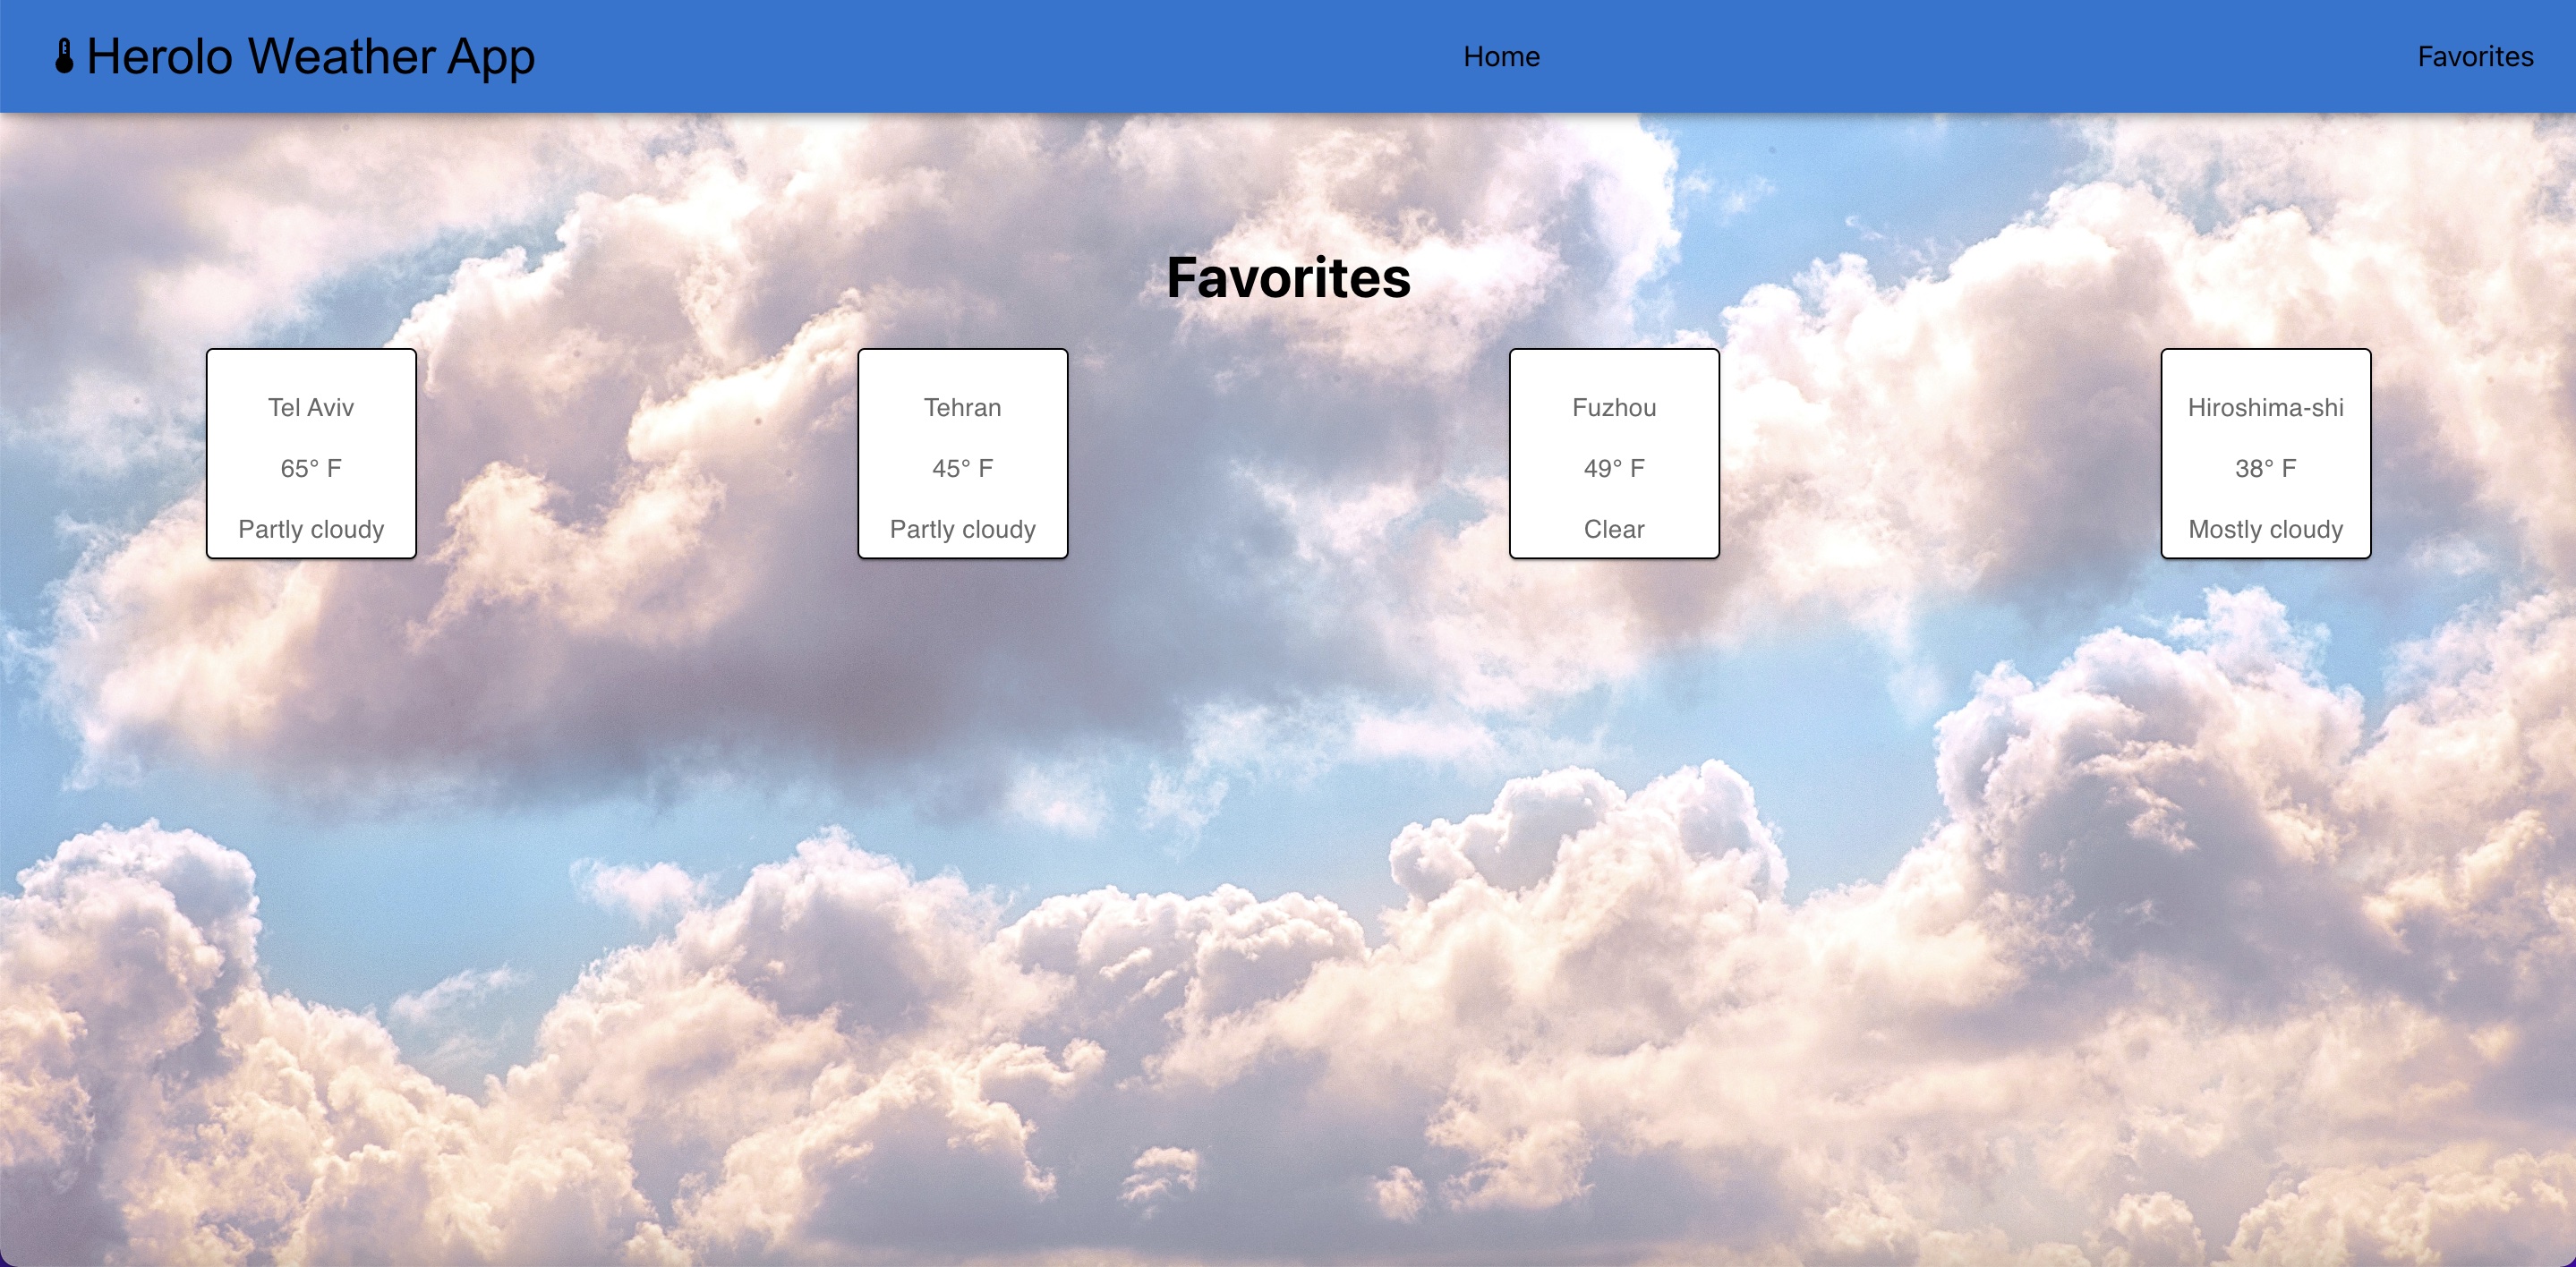 Herolo Weather App
Home
Favorites
Favorites
Tel Aviv
65° F
Partly cloudy
Tehran
45° F
Partly cloudy
Fuzhou
49° F
Clear
Hiroshima-shi
38° F
Mostly cloudy